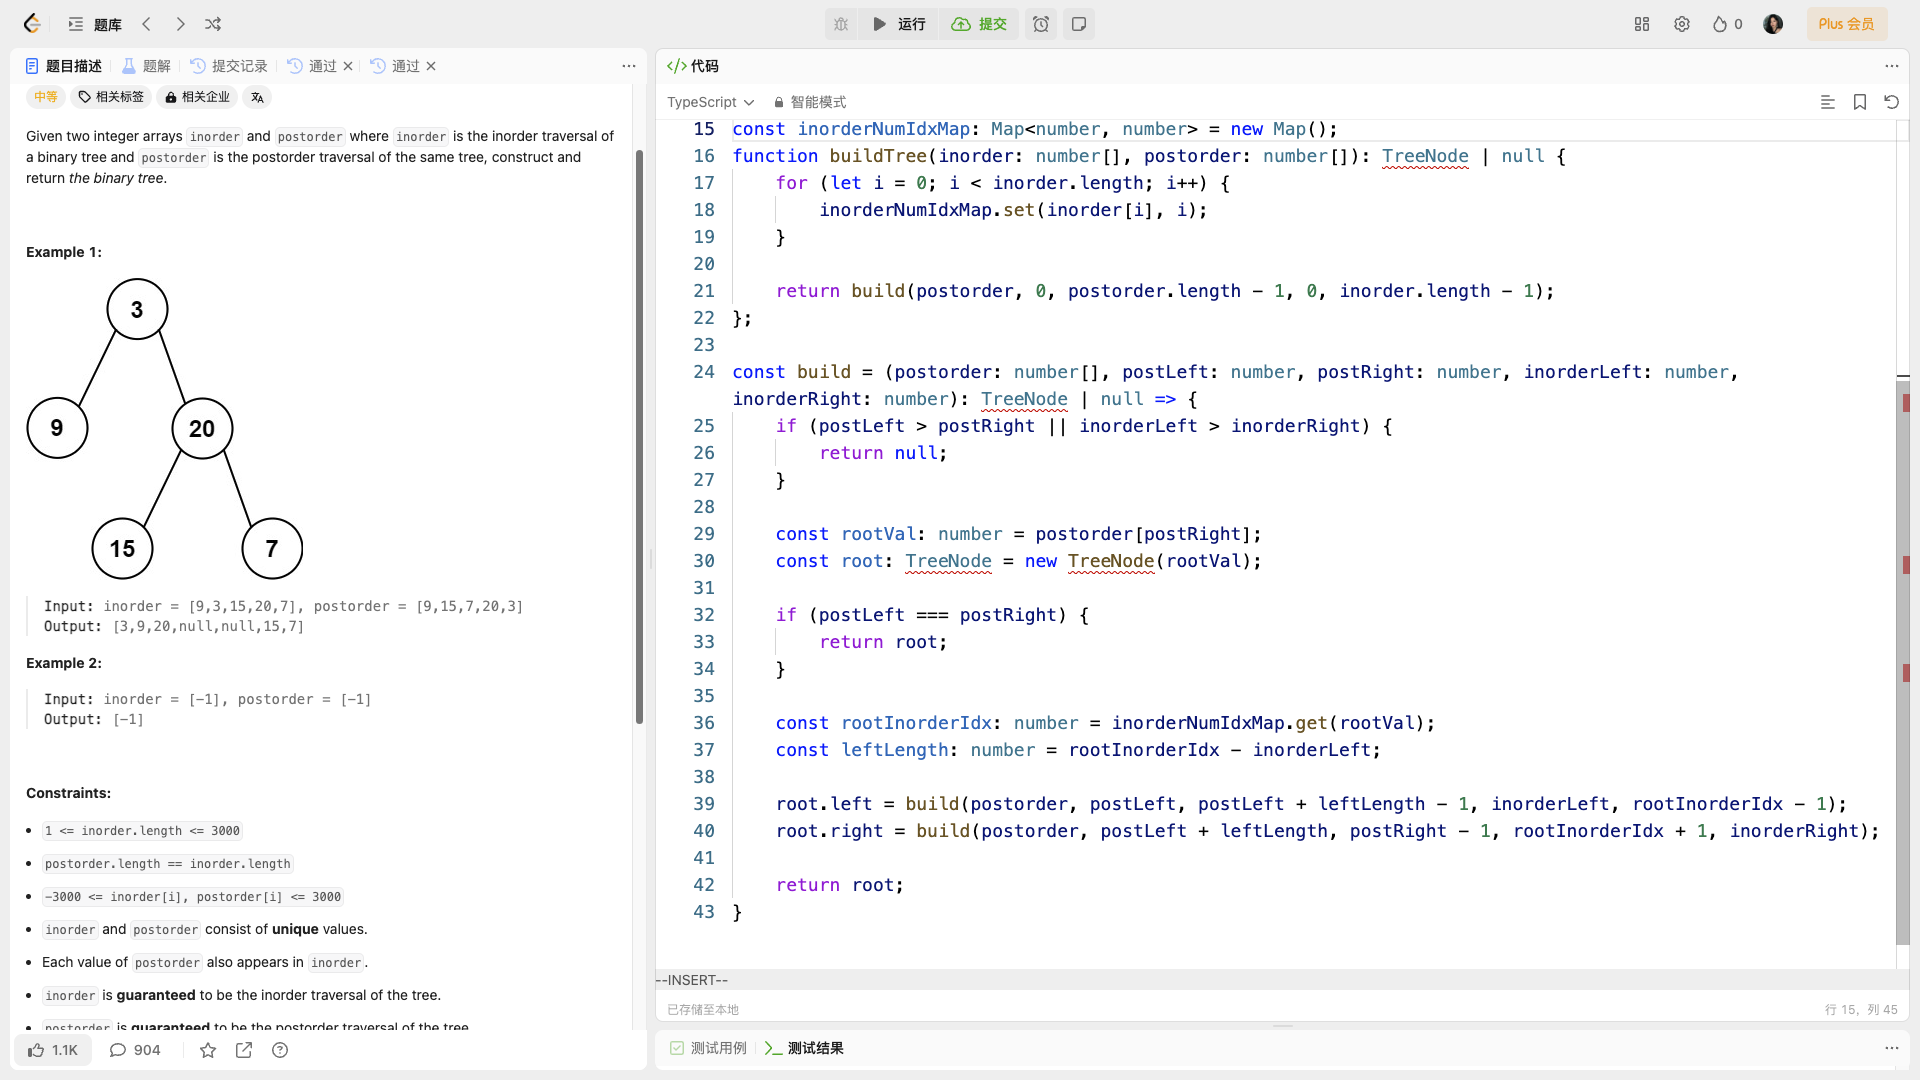 题库
运行
提交
0
Plus 会员
题目描述
题解
提交记录
通过
通过
中等
相关标签
相关企业
Given two integer arrays inorder and postorder where inorder is the inorder traversal of
a binary tree and postorder is the postorder traversal of the same tree, construct and
return the binary tree.
Example 1:
3
9
20
15
7
Input: inorder = [9,3,15,20,7], postorder = [9,15,7,20,3]
Output: [3,9,20,null,null,15,7]
Example 2:
Input: inorder = [-1], postorder = [-1]
Output: [-1]
Constraints:
• 1 <= inorder.length <= 3000
• postorder.length == inorder.length
• -3000 <= inorder[i], postorder[i] <= 3000
• inorder and postorder consist of unique values.
• Each value of postorder also appears in inorder.
• inorder is guaranteed to be the inorder traversal of the tree.
• postorder is guaranteed to be the postorder traversal of the tree
1.1K
904
</> 代码
TypeScript
智能模式
15 const inorderNumIdxMap: Map<number, number> = new Map();
16 function buildTree(inorder: number[], postorder: number[]): TreeNode | null {
17 for (let i = 0; i < inorder.length; i++) {
18 inorderNumIdxMap.set(inorder[i], i);
19 }
20
21 return build(postorder, 0, postorder.length - 1, 0, inorder.length - 1);
22 };
23
24 const build = (postorder: number[], postLeft: number, postRight: number, inorderLeft: number,
inorderRight: number): TreeNode | null => {
25 if (postLeft > postRight || inorderLeft > inorderRight) {
26 return null;
27 }
28
29 const rootVal: number = postorder[postRight];
30 const root: TreeNode = new TreeNode(rootVal);
31
32 if (postLeft === postRight) {
33 return root;
34 }
35
36 const rootInorderIdx: number = inorderNumIdxMap.get(rootVal);
37 const leftLength: number = rootInorderIdx - inorderLeft;
38
39 root.left = build(postorder, postLeft, postLeft + leftLength - 1, inorderLeft, rootInorderIdx - 1);
40 root.right = build(postorder, postLeft + leftLength, postRight - 1, rootInorderIdx + 1, inorderRight);
41
42 return root;
43 }
--INSERT--
已存储至本地
行 15, 列 45
测试用例
测试结果